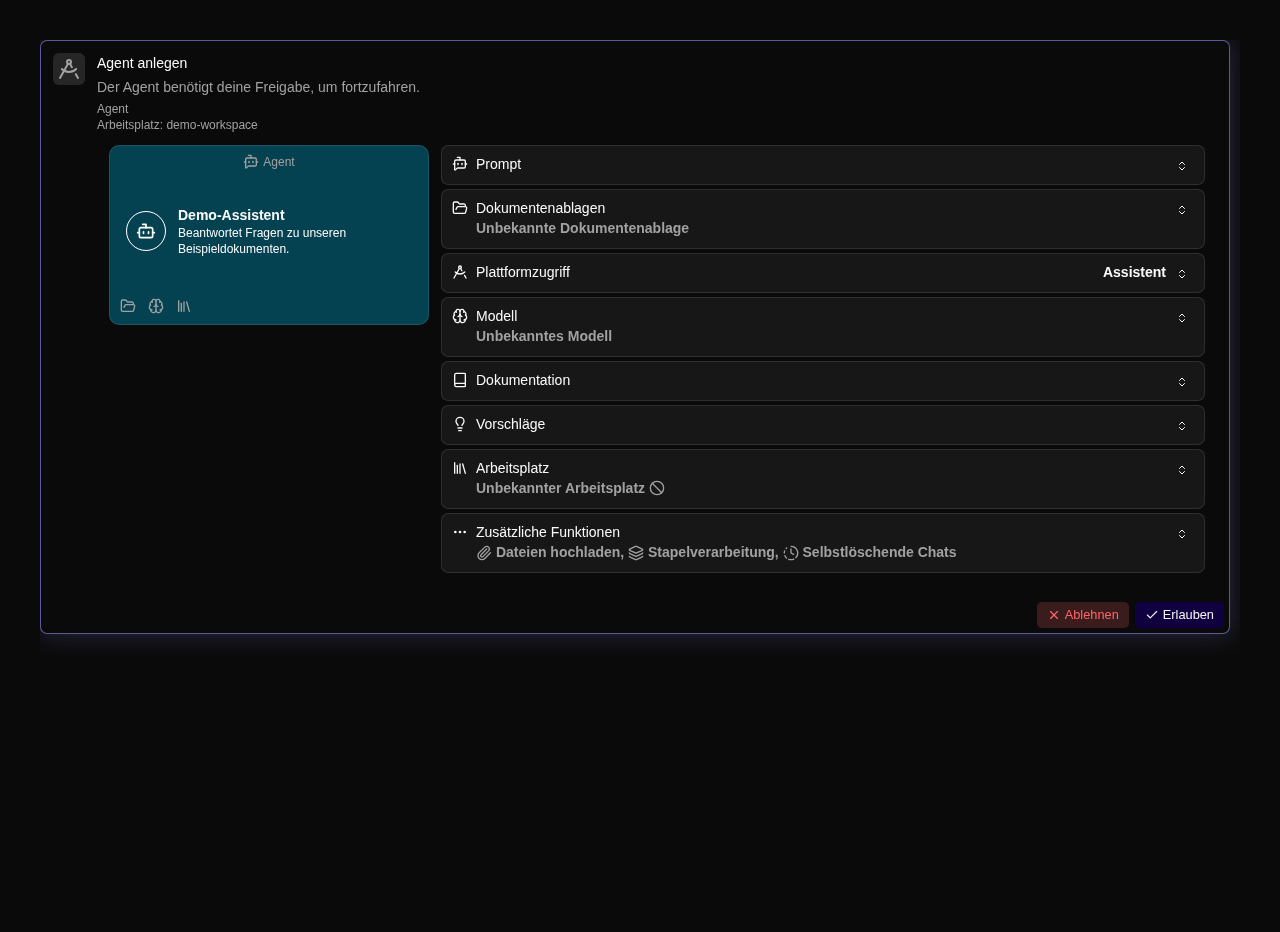 Agent anlegen
Der Agent benötigt deine Freigabe, um fortzufahren.
Agent
Arbeitsplatz: demo-workspace
Agent
Demo-Assistent
Beantwortet Fragen zu unseren
Beispieldokumenten.
Prompt
Dokumentenablagen
Unbekannte Dokumentenablage
Plattformzugriff
Assistent
Modell
Unbekanntes Modell
Dokumentation
Vorschläge
Arbeitsplatz
Unbekannter Arbeitsplatz
Zusätzliche Funktionen
Dateien hochladen, Stapelverarbeitung, Selbstlöschende Chats
Ablehnen
Erlauben